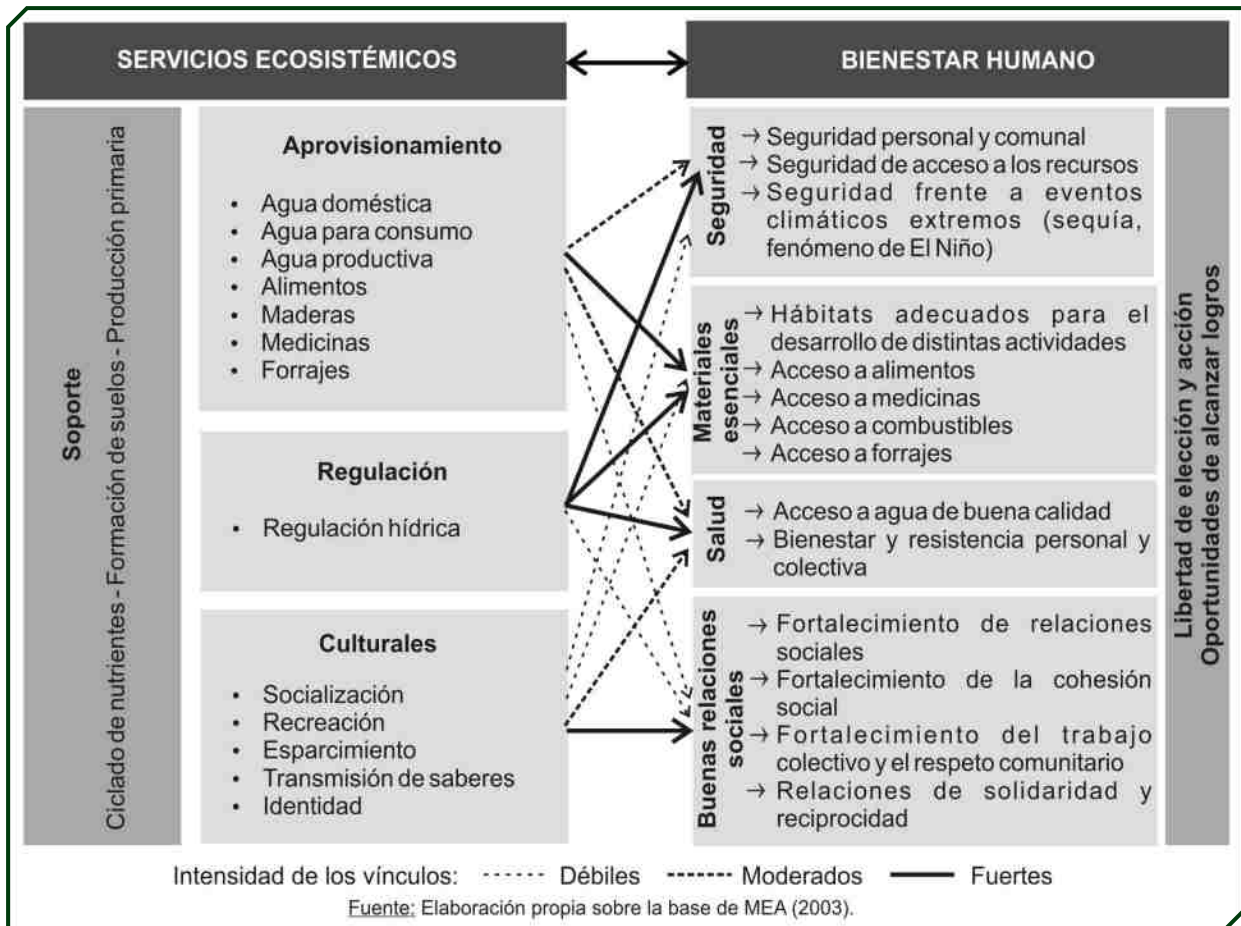 SERVICIOS ECOSISTÉMICOS
BIENESTAR HUMANO
Soporte
Ciclado de nutrientes - Formación de suelos - Producción primaria
Aprovisionamiento
• Agua doméstica
• Agua para consumo
• Agua productiva
• Alimentos
• Maderas
• Medicinas
• Forrajes
Regulación
• Regulación hídrica
Culturales
• Socialización
• Recreación
• Esparcimiento
• Transmisión de saberes
• Identidad
Seguridad
→ Seguridad personal y comunal
→ Seguridad de acceso a los recursos
→ Seguridad frente a eventos
climáticos extremos (sequía,
fenómeno de El Niño)
Materiales
esenciales
→ Hábitats adecuados para el
desarrollo de distintas actividades
→ Acceso a alimentos
→ Acceso a medicinas
→ Acceso a combustibles
→ Acceso a forrajes
Salud
→ Acceso a agua de buena calidad
→ Bienestar y resistencia personal y
colectiva
Buenas relaciones
sociales
→ Fortalecimiento de relaciones
sociales
→ Fortalecimiento de la cohesión
social
→ Fortalecimiento del trabajo
colectivo y el respeto comunitario
→ Relaciones de solidaridad y
reciprocidad
Libertad de elección y acción
Oportunidades de alcanzar logros
Intensidad de los vínculos: Débiles Moderados Fuertes
Fuente: Elaboración propia sobre la base de MEA (2003).